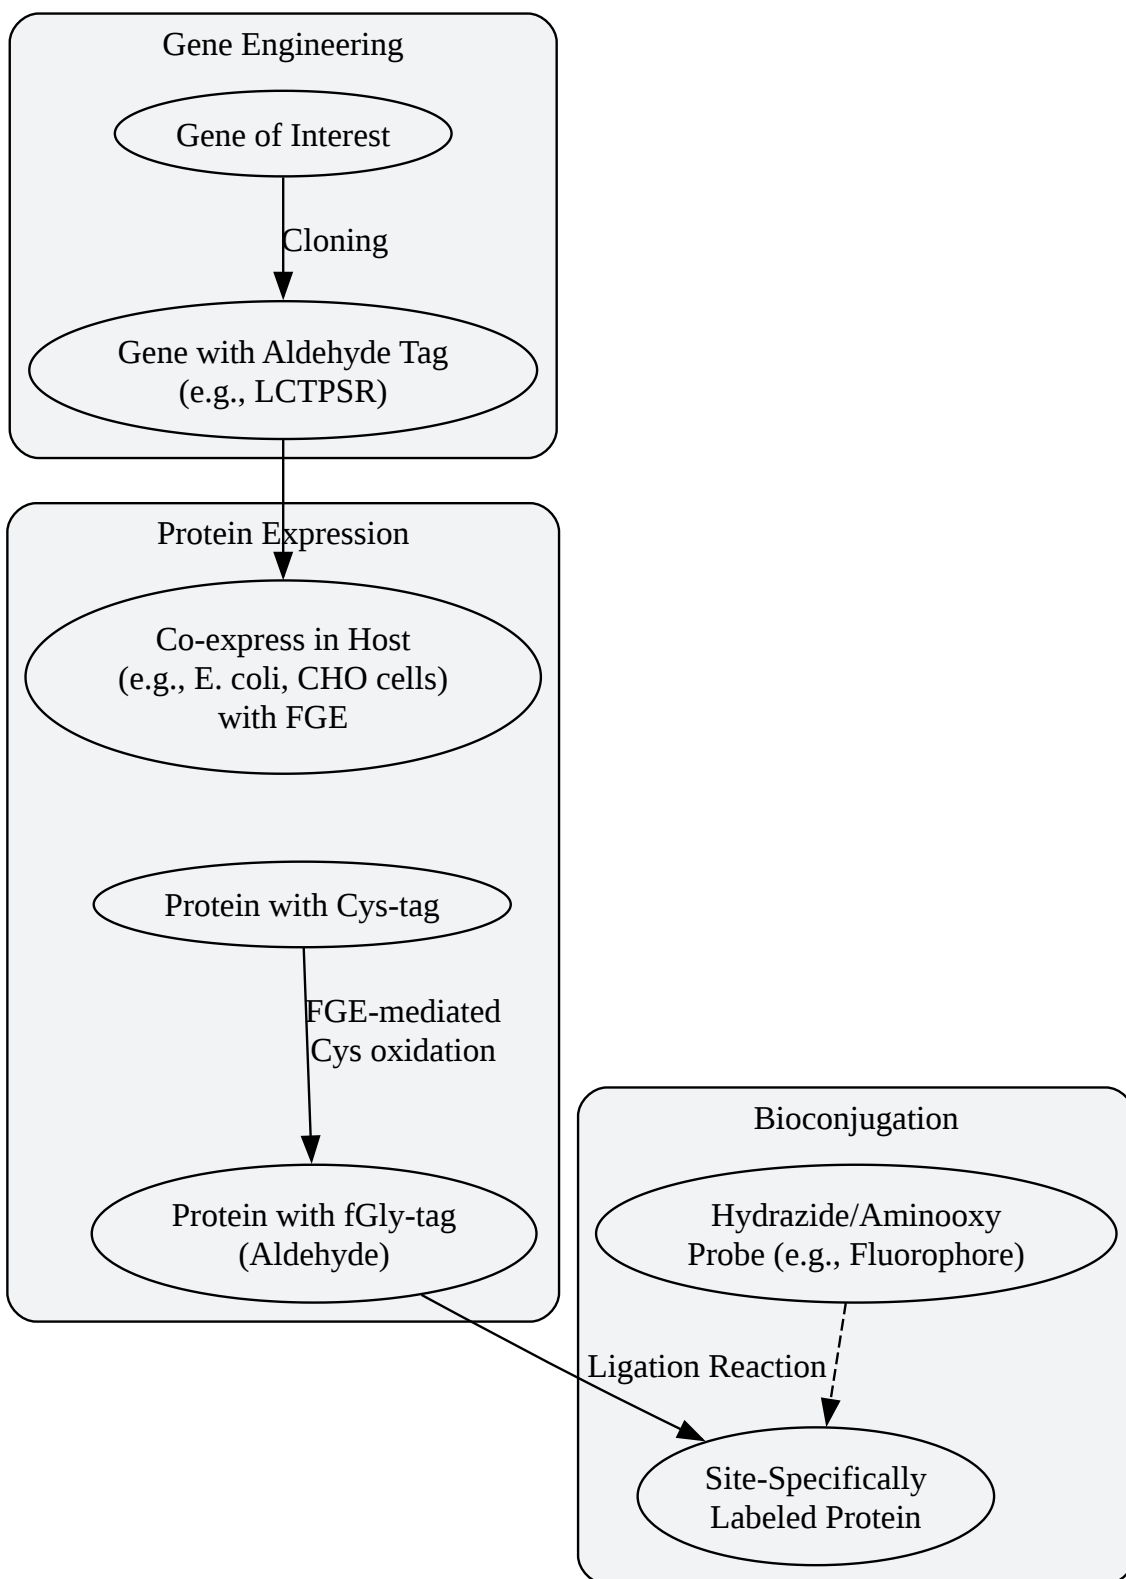 Gene Engineering
Gene of Interest
Cloning
Gene with Aldehyde Tag
(e.g., LCTPSR)
Protein Expression
Co-express in Host
(e.g., E. coli, CHO cells)
with FGE
Protein with Cys-tag
FGE-mediated
Cys oxidation
Protein with fGly-tag
(Aldehyde)
Bioconjugation
Hydrazide/Aminooxy
Probe (e.g., Fluorophore)
Ligation Reaction
Site-Specifically
Labeled Protein